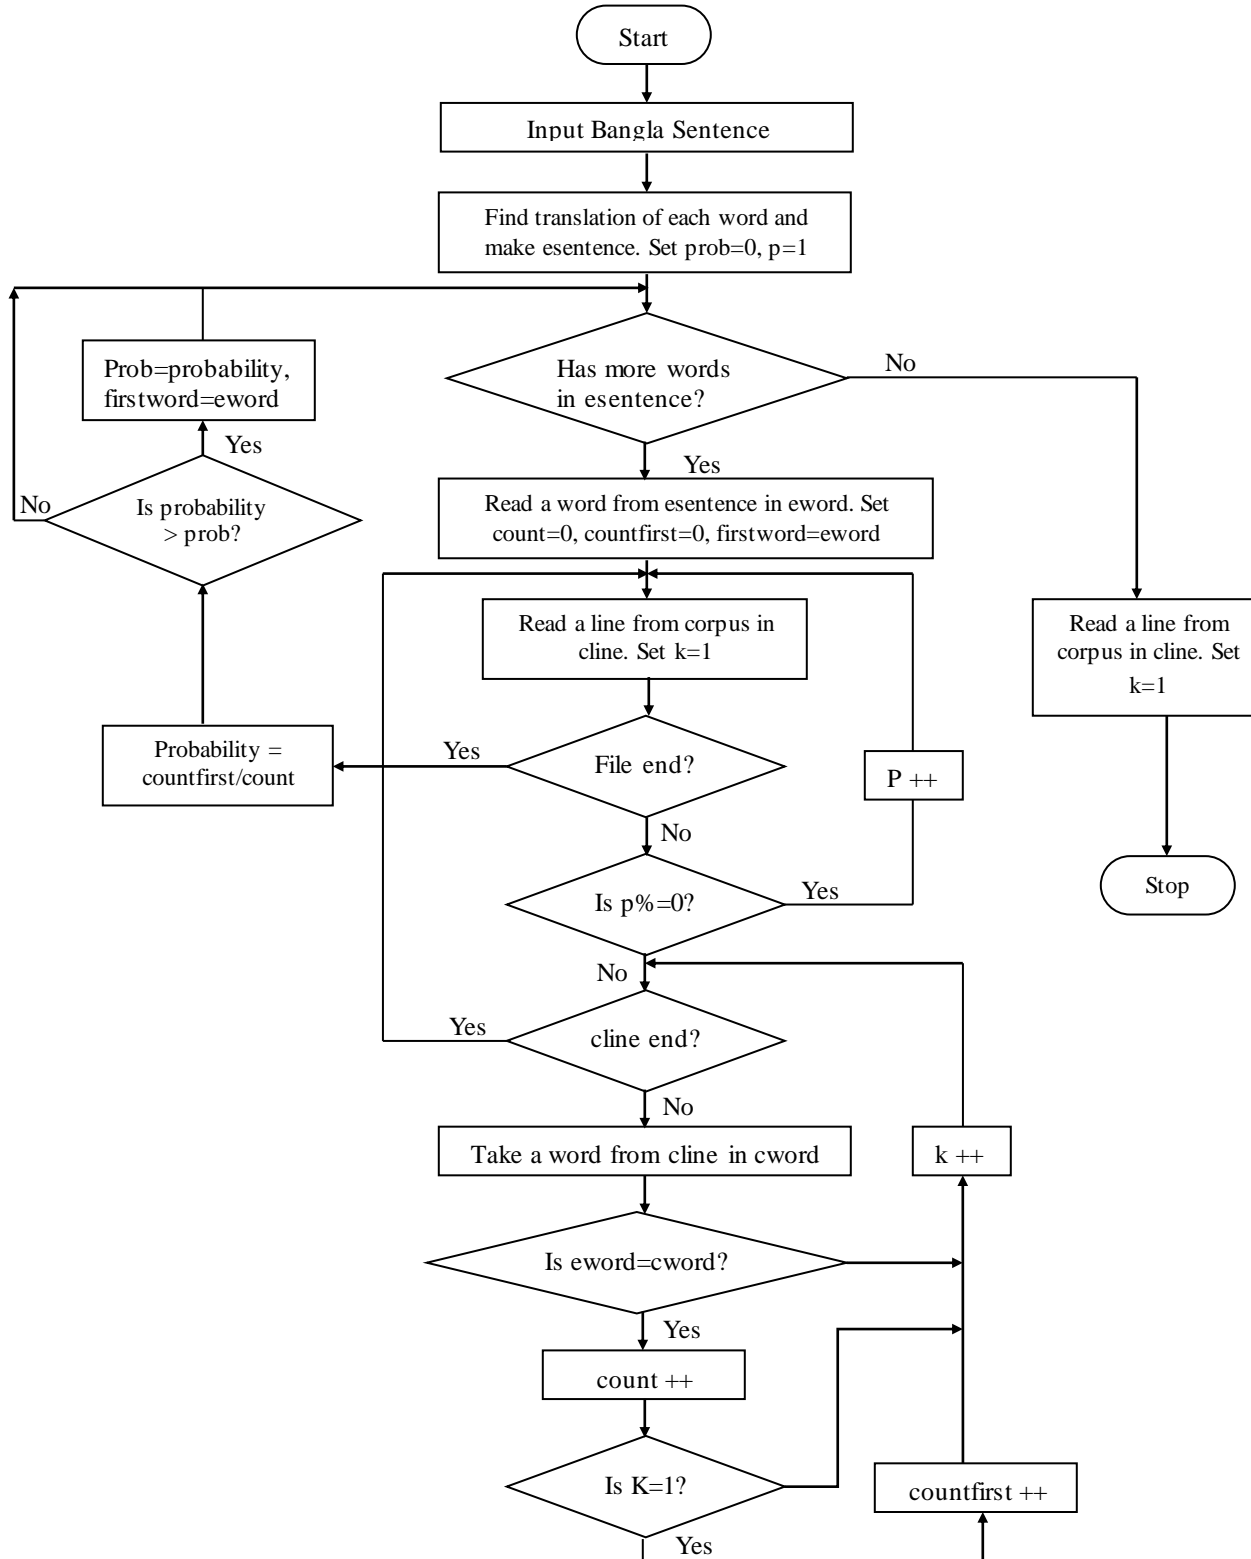 Start
Input Bangla Sentence
Find translation of each word and
make esentence. Set prob=0, p=1
Prob=probability,
firstword=eword
Has more words
in esentence?
No
Yes
Yes
No
Is probability
> prob?
Read a word from esentence in eword. Set
count=0, countfirst=0, firstword=eword
Read a line from corpus in
cline. Set k=1
Read a line from
corpus in cline. Set
k=1
Probability =
countfirst/count
Yes
File end?
P ++
No
Is p%=0?
Yes
Stop
No
Yes
cline end?
No
Take a word from cline in cword
k ++
Is eword=cword?
Yes
count ++
Is K=1?
countfirst ++
Yes